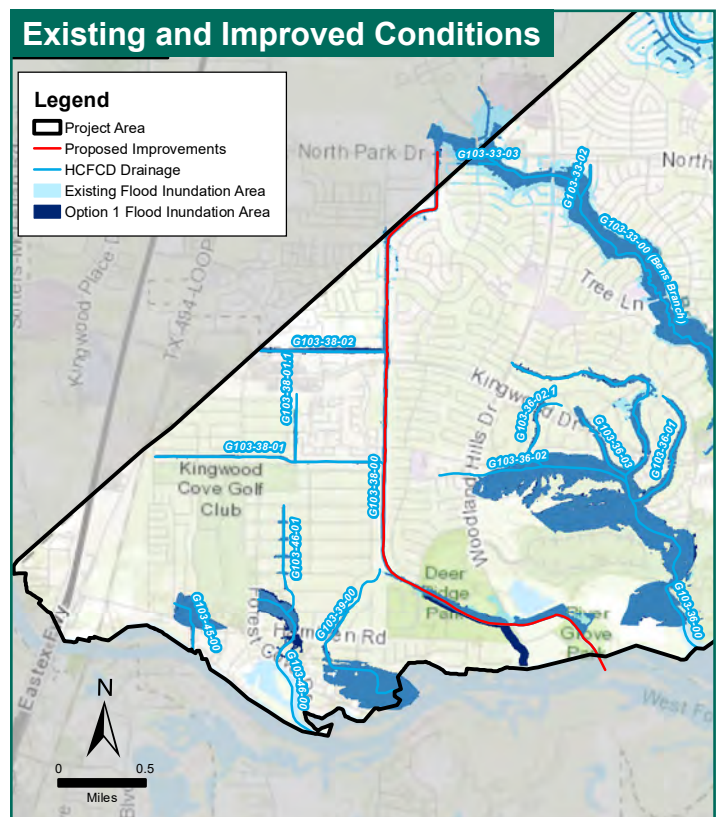 Existing and Improved Conditions
Legend
Project Area
Proposed Improvements
HCFCD Drainage
Existing Flood Inundation Area
Option 1 Flood Inundation Area
North Park Dr
G103-33-03
G103-33-02
North
G103-33-00 (Bens Branch)
Kingwood Place D
TX-494-LOOP
Tree Ln
G103-38-02
G103-38-01.1
Kingwood Dr
G103-36-02.1
G103-36-03
G103-36-01
G103-38-01
G103-36-02
Kingwood
Cove Golf
Club
G103-38-00
Woodland Hills Dr
G103-46-01
Deer
Park
G103-36-00
G103-45-00
G103-39-00
Rd
River
Grove
Park
Eastex Fwy
G103-46-00
West Fo
N
0
0.5
Miles